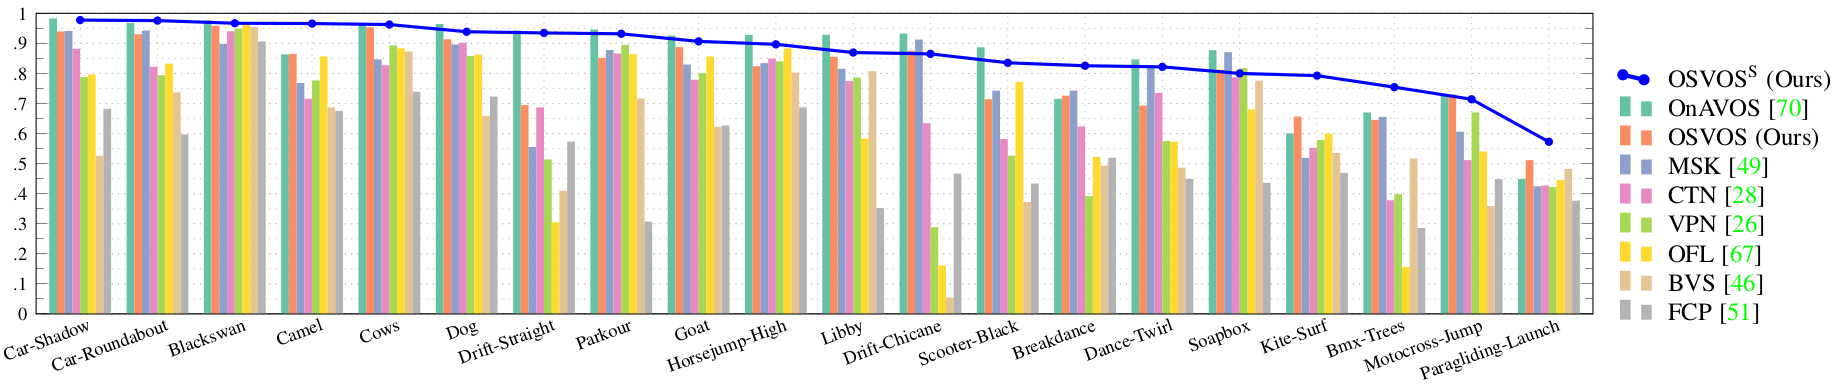 1
.9
.8
.7
.6
.5
.4
.3
.2
.1
0
Car-Shadow
Car-Roundabout
Blackswan
Camel
Cows
Dog
Drift-Straight
Parkour
Goat
Horsejump-High
Libby
Drift-Chicane
Scooter-Black
Breakdance
Dance-Twirl
Soapbox
Kite-Surf
Bmx-Trees
Motocross-Jump
Paragliding-Launch
OSVOSS (Ours)
OnAVOS [70]
OSVOS (Ours)
MSK [49]
CTN [28]
VPN [26]
OFL [67]
BVS [46]
FCP [51]